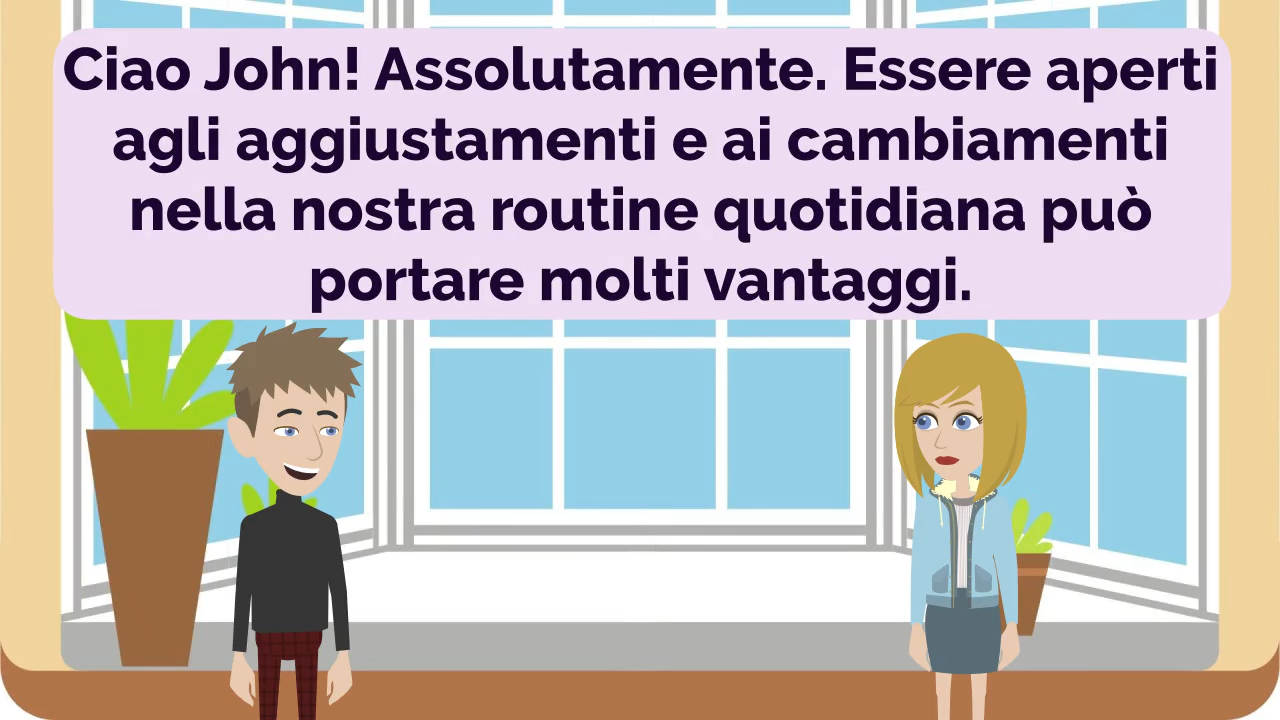 Ciao John! Assolutamente. Essere aperti
agli aggiustamenti e ai cambiamenti
nella nostra routine quotidiana può
portare molti vantaggi.